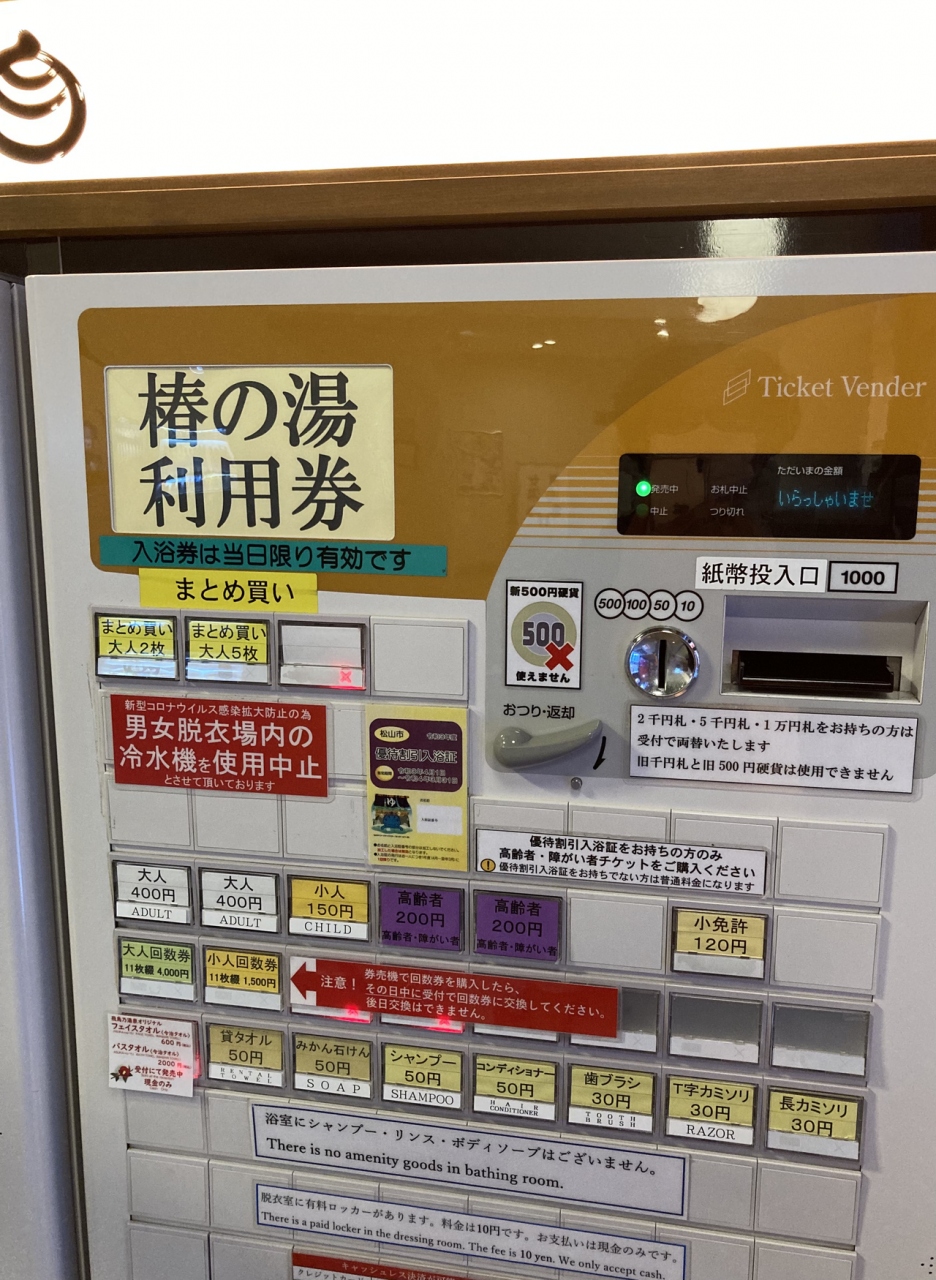 Ticket Vender
椿の湯
利用券
入浴券は当日限り有効です
ただいまの金額
発売中
お札中止
いらっしゃいませ
中止
つり切れ
まとめ買い
紙幣投入口
1000
新500円硬貨
500
使えません
500 100 50 10
まとめ買い
大人2枚
まとめ買い
大人5枚
おつり・返却
2千円札・5千円札・1万円札をお持ちの方は
受付で両替いたします
旧千円札と旧500円硬貨は使用できません
新型コロナウイルス感染拡大防止の為
男女脱衣場内の
冷水機を使用中止
とさせて頂いております
松山市
優待割引入浴証
優待割引入浴証をお持ちの方のみ
高齢者・障がい者チケットをご購入ください
優待割引入浴証をお持ちでない方は普通料金になります
大人
400円
ADULT
大人
400円
ADULT
小人
150円
CHILD
高齢者
200円
高齢者・障がい者
高齢者
200円
高齢者・障がい者
小免許
120円
大人回数券
11枚綴 4,000円
小人回数券
11枚綴 1,500円
注意！
券売機で回数券を購入したら、
その日中に受付で回数券に交換してください。
後日交換はできません。
飛鳥乃湯泉オリジナル
フェイスタオル(今治タオル)
600円
バスタオル(今治タオル)
2000円
受付にて発売中
現金のみ
貸タオル
50円
RENTAL
TOWEL
みかん石けん
50円
SOAP
シャンプー
50円
SHAMPOO
コンディショナー
50円
HAIR
CONDITIONER
歯ブラシ
30円
TOOTH
BRUSH
T字カミソリ
30円
RAZOR
長カミソリ
30円
浴室にシャンプー・リンス・ボディソープはございません。
There is no amenity goods in bathing room.
脱衣室に有料ロッカーがあります。料金は10円です。お支払いは現金のみです。
There is a paid locker in the dressing room. The fee is 10 yen. We only accept cash.
キャッシュレス決済が